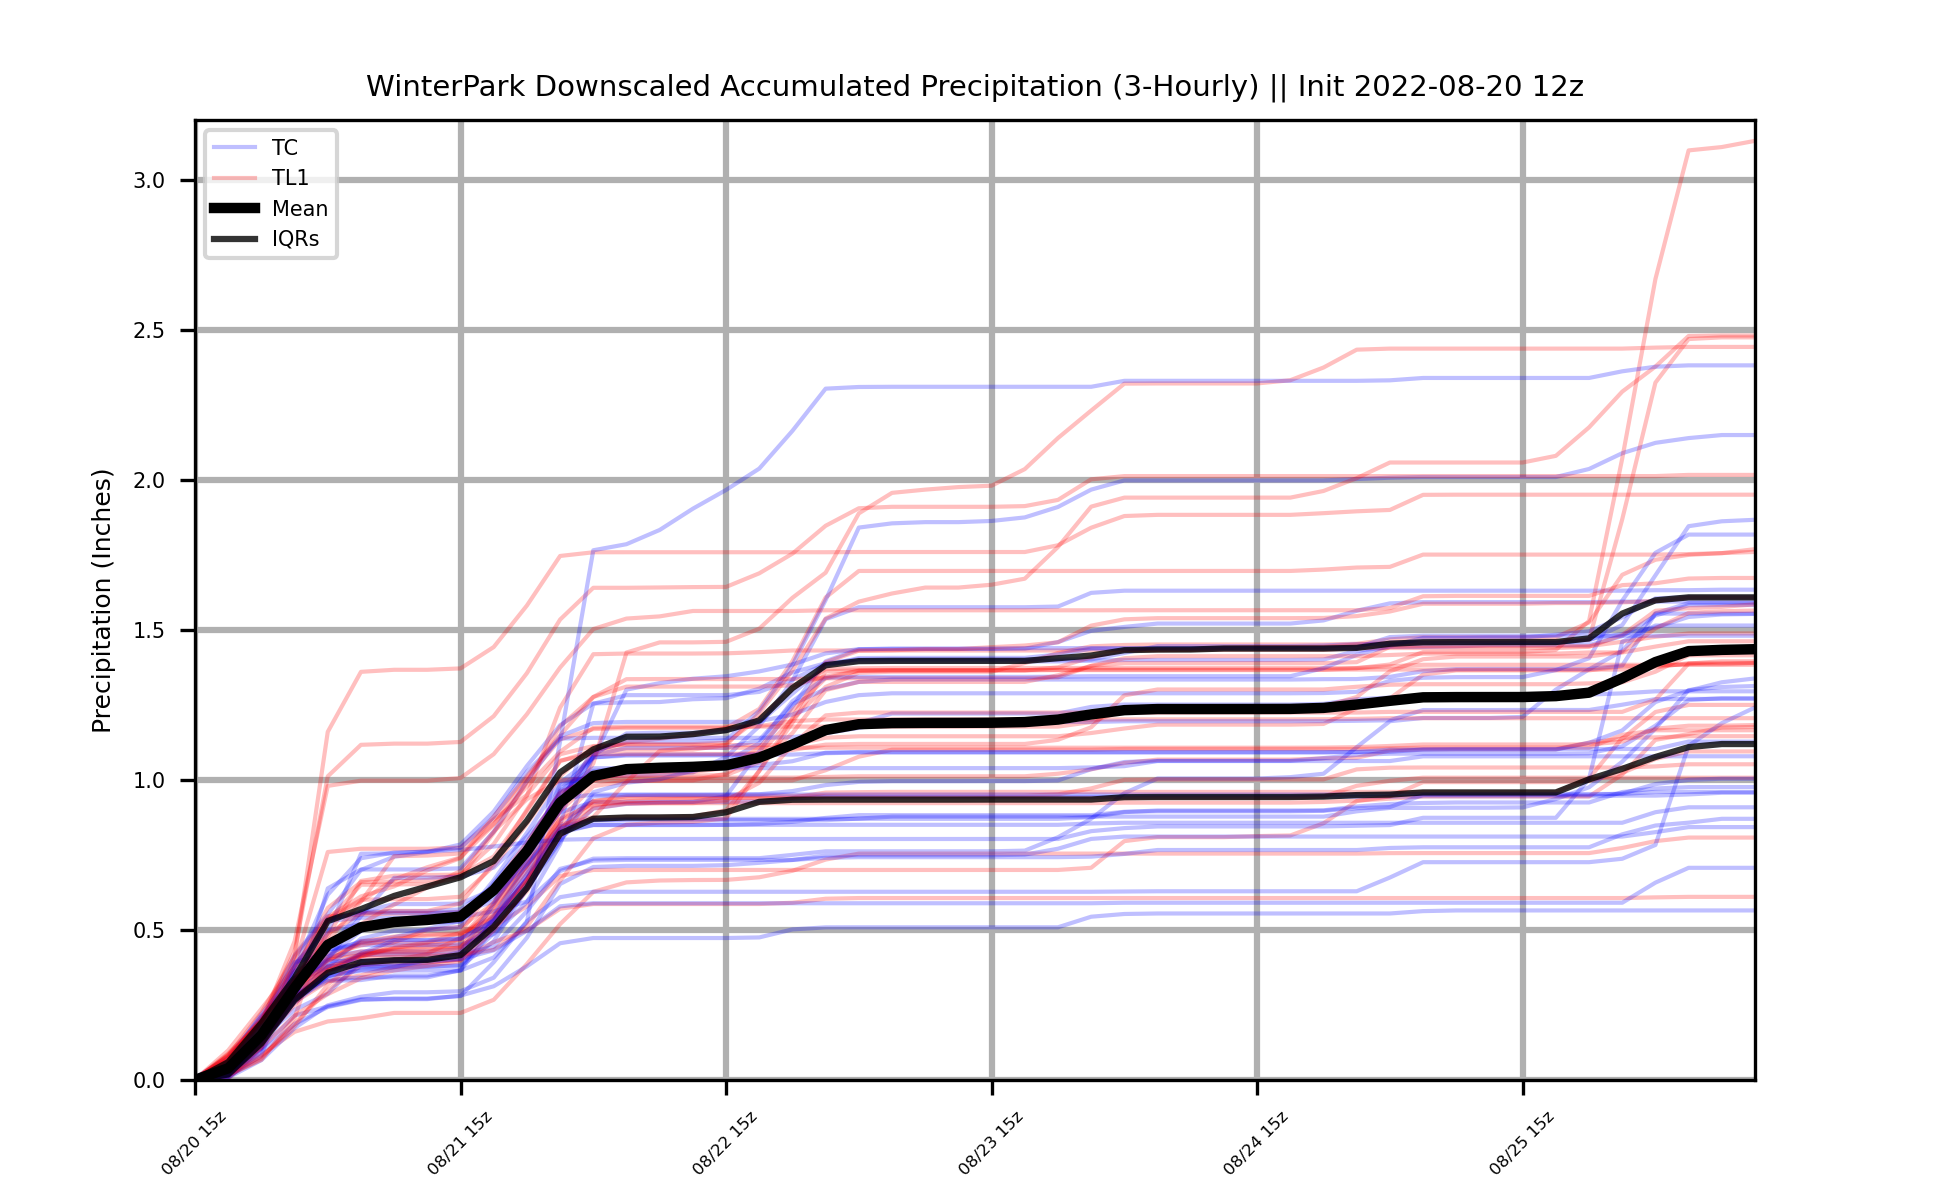 WinterPark Downscaled Accumulated Precipitation (3-Hourly) || Init 2022-08-20 12z
TC
TL1
Mean
IQRs
Precipitation (Inches)
3.0
2.5
2.0
1.5
1.0
0.5
0.0
08/20 15z
08/21 15z
08/22 15z
08/23 15z
08/24 15z
08/25 15z